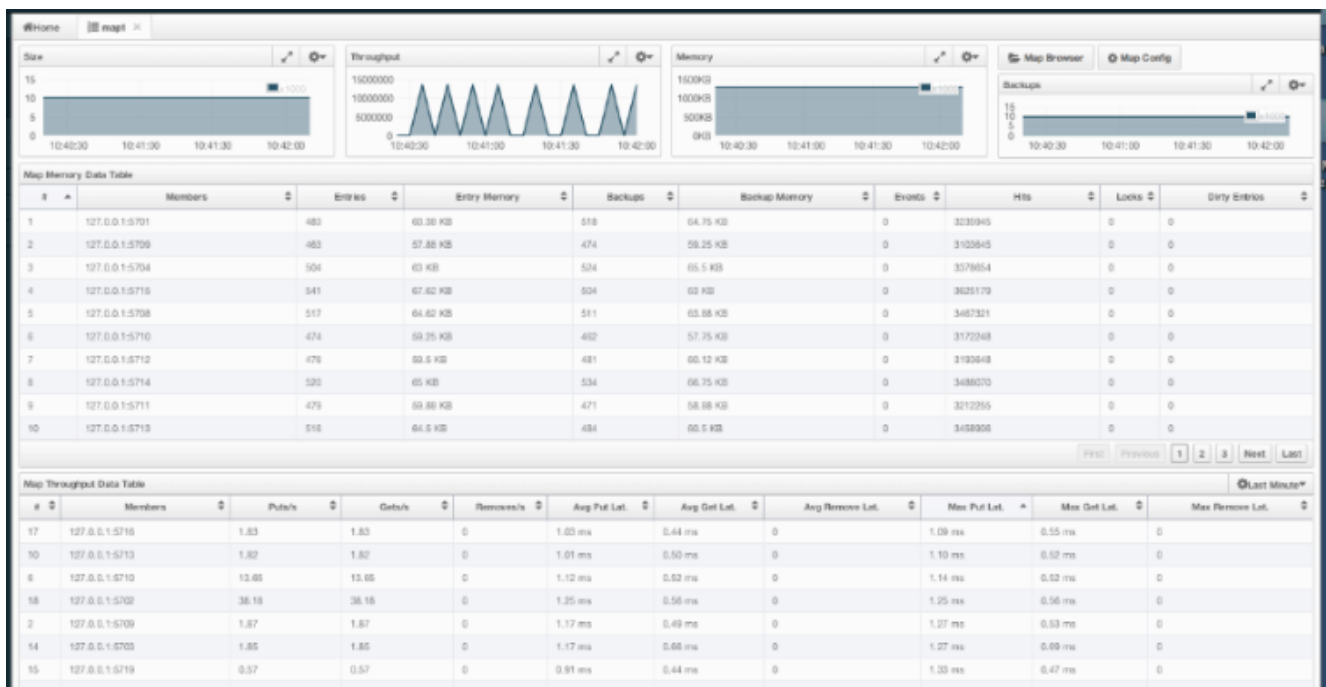 Home map1
Size Throughput Memory Map Browser Map Config
Backups
15 10 5 0
x 1000
10:40:30 10:41:00 10:41:30 10:42:00
15000000 10000000 5000000 0
10:40:30 10:41:00 10:41:30 10:42:00
1500KB 1000KB 500KB 0KB
x 1000
10:40:30 10:41:00 10:41:30 10:42:00
15 10 5 0
x 1000
10:40:30 10:41:00 10:41:30 10:42:00
Map Memory Data Table
# Members Entries Entry Memory Backups Backup Memory Events Hits Locks Dirty Entries
1 127.0.0.1:5701 483 518 64.75 KB 0 0 0
2 127.0.0.1:5709 463 57.88 KB 474 59.25 KB 0 3103645 0 0
3 127.0.0.1:5704 504 63 KB 524 65.5 KB 0 0 0
4 127.0.0.1:5716 541 67.62 KB 504 63 KB 0 3625179 0 0
5 127.0.0.1:5708 517 64.62 KB 511 63.88 KB 0 3467321 0 0
6 127.0.0.1:5710 474 59.25 KB 462 57.75 KB 0 3172248 0 0
7 127.0.0.1:5712 59.5 KB 481 60.12 KB 0 0 0
8 127.0.0.1:5714 520 65 KB 534 66.75 KB 0 3488070 0 0
9 127.0.0.1:5711 479 59.88 KB 471 58.88 KB 0 3212255 0 0
10 127.0.0.1:5713 516 64.5 KB 484 60.5 KB 0 0 0
First Previous 1 2 3 Next Last
Map Throughput Data Table Last Minute
# Members Puts/s Gets/s Removes/s Avg Put Lat. Avg Get Lat. Avg Remove Lat. Max Put Lat. Max Get Lat. Max Remove Lat.
17 127.0.0.1:5716 1.83 1.83 0 1.03 ms 0.44 ms 0 1.09 ms 0.55 ms 0
10 127.0.0.1:5713 1.82 1.82 0 1.01 ms 0.50 ms 0 1.10 ms 0.52 ms 0
6 127.0.0.1:5710 13.65 13.65 0 1.12 ms 0.52 ms 0 1.14 ms 0.52 ms 0
18 127.0.0.1:5702 38.18 38.18 0 1.25 ms 0.56 ms 0 1.25 ms 0.56 ms 0
2 127.0.0.1:5709 1.87 1.87 0 1.17 ms 0.49 ms 0 1.27 ms 0.53 ms 0
14 127.0.0.1:5703 1.85 1.85 0 1.17 ms 0 1.27 ms 0
15 127.0.0.1:5719 0.57 0.57 0 0.91 ms 0.44 ms 0 1.33 ms 0.47 ms 0